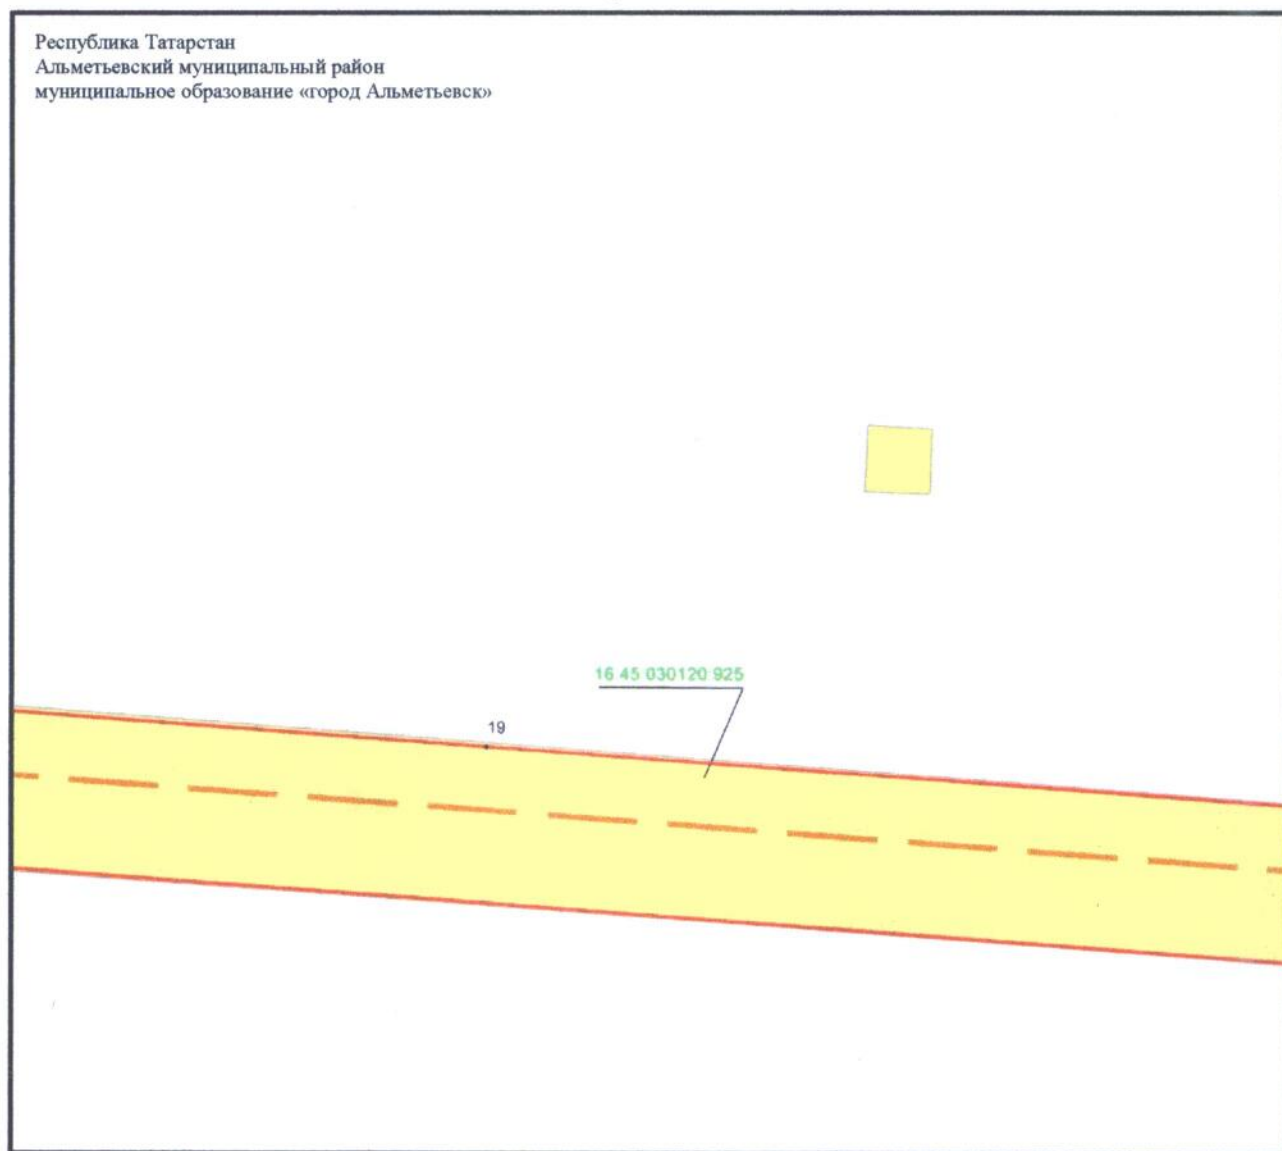 Республика Татарстан
Альметьевский муниципальный район
муниципальное образование «город Альметьевск»
16 45 030120 925
19